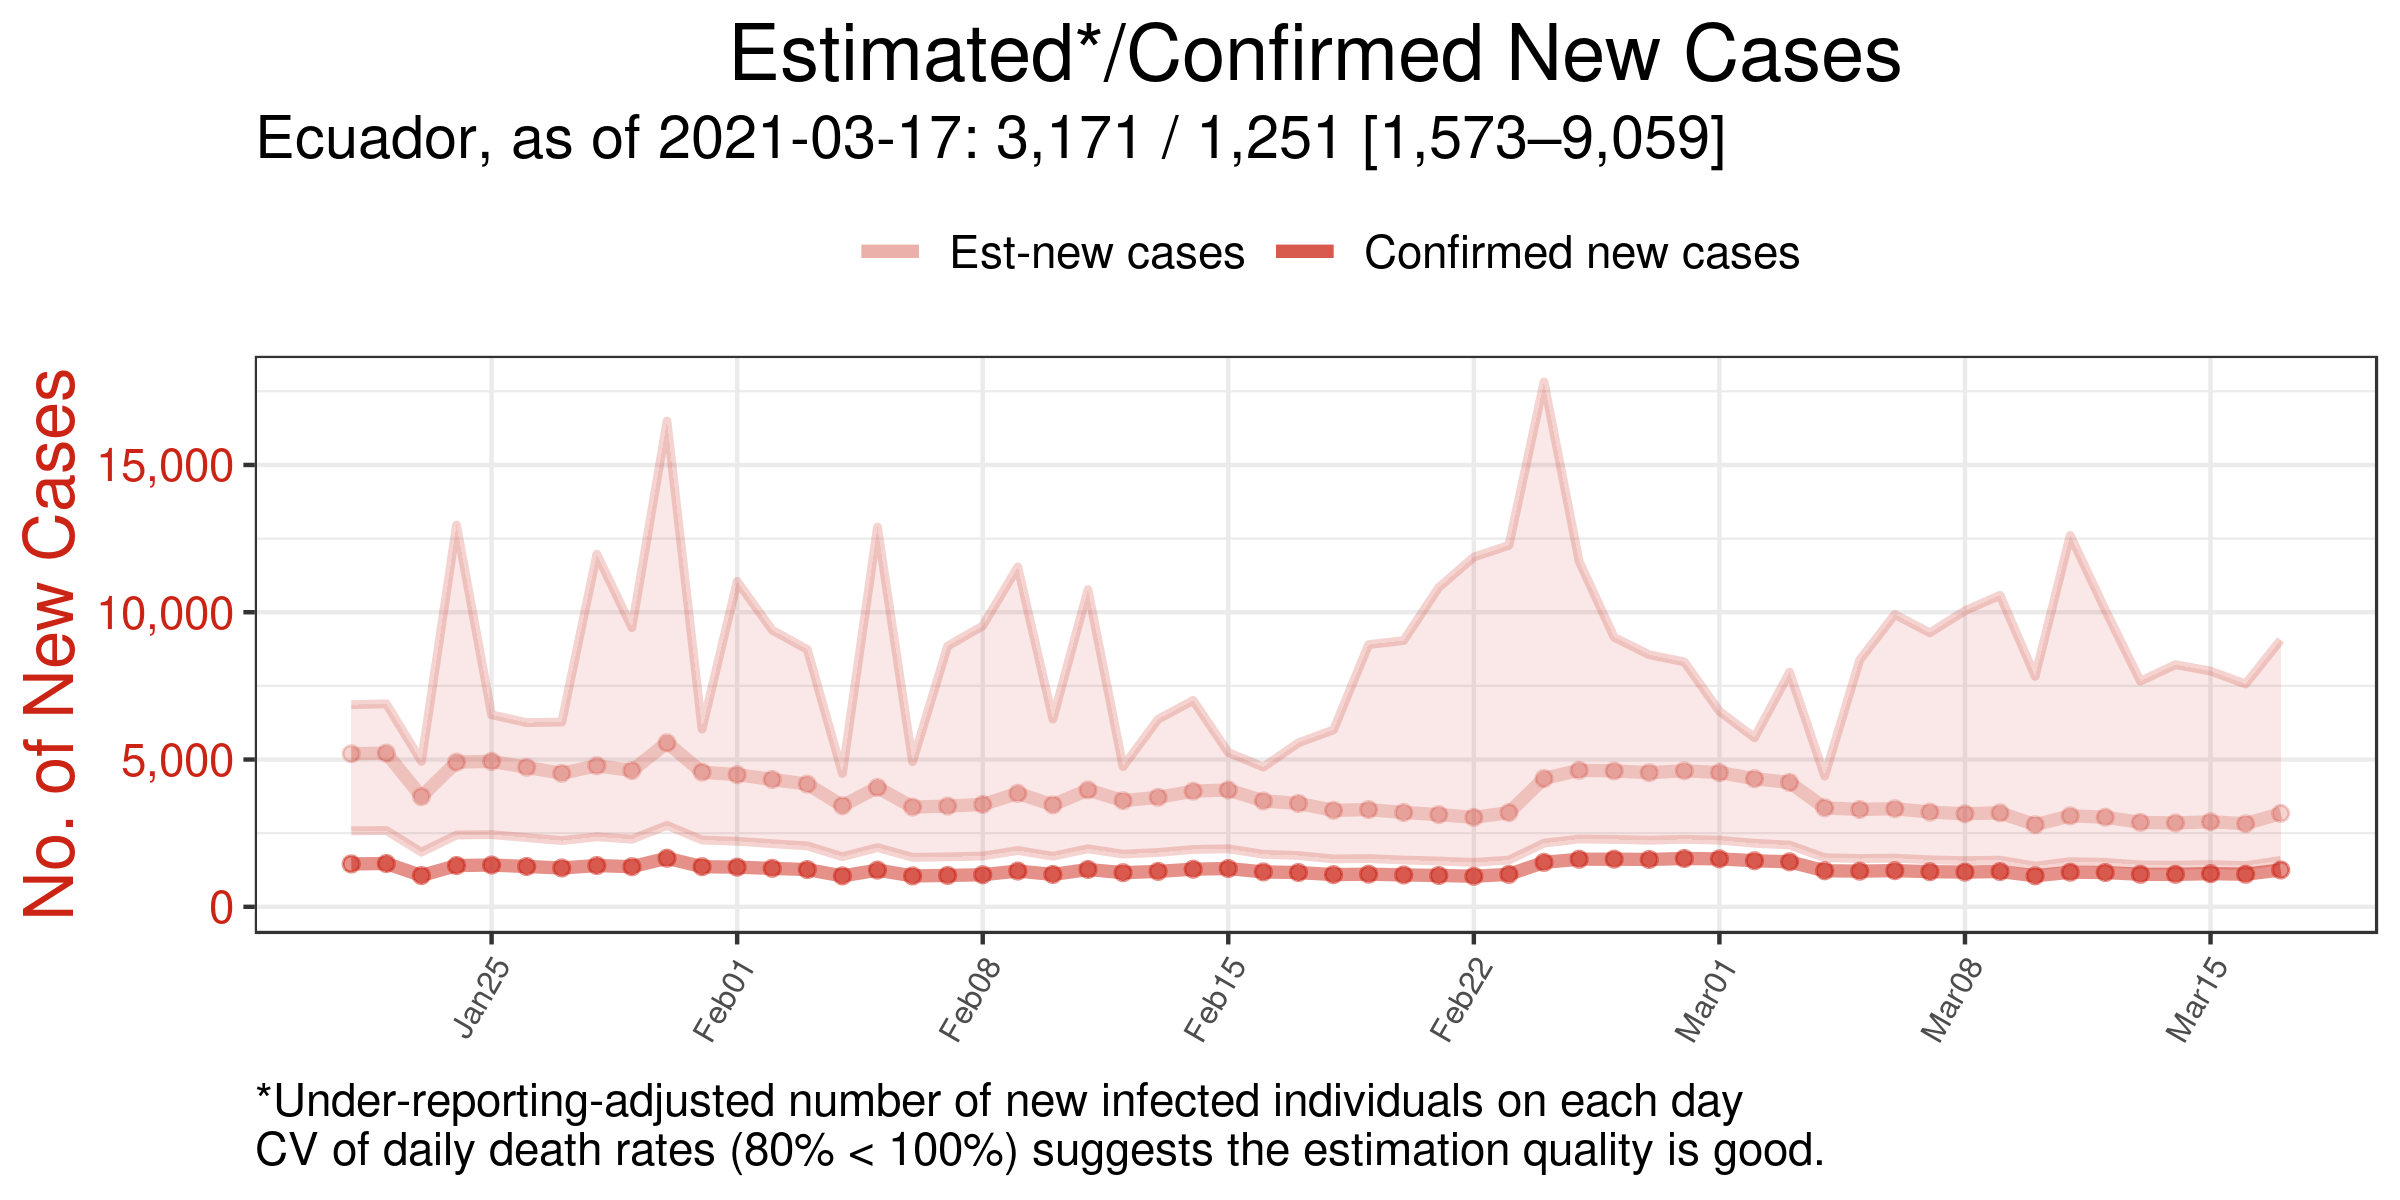 Estimated*/Confirmed New Cases
Ecuador, as of 2021-03-17: 3,171 / 1,251 [1,573–9,059]
Est-new cases
Confirmed new cases
No. of New Cases
15,000
10,000
5,000
0
Jan25
Feb01
Feb08
Feb15
Feb22
Mar01
Mar08
Mar15
*Under-reporting-adjusted number of new infected individuals on each day
CV of daily death rates (80% < 100%) suggests the estimation quality is good.